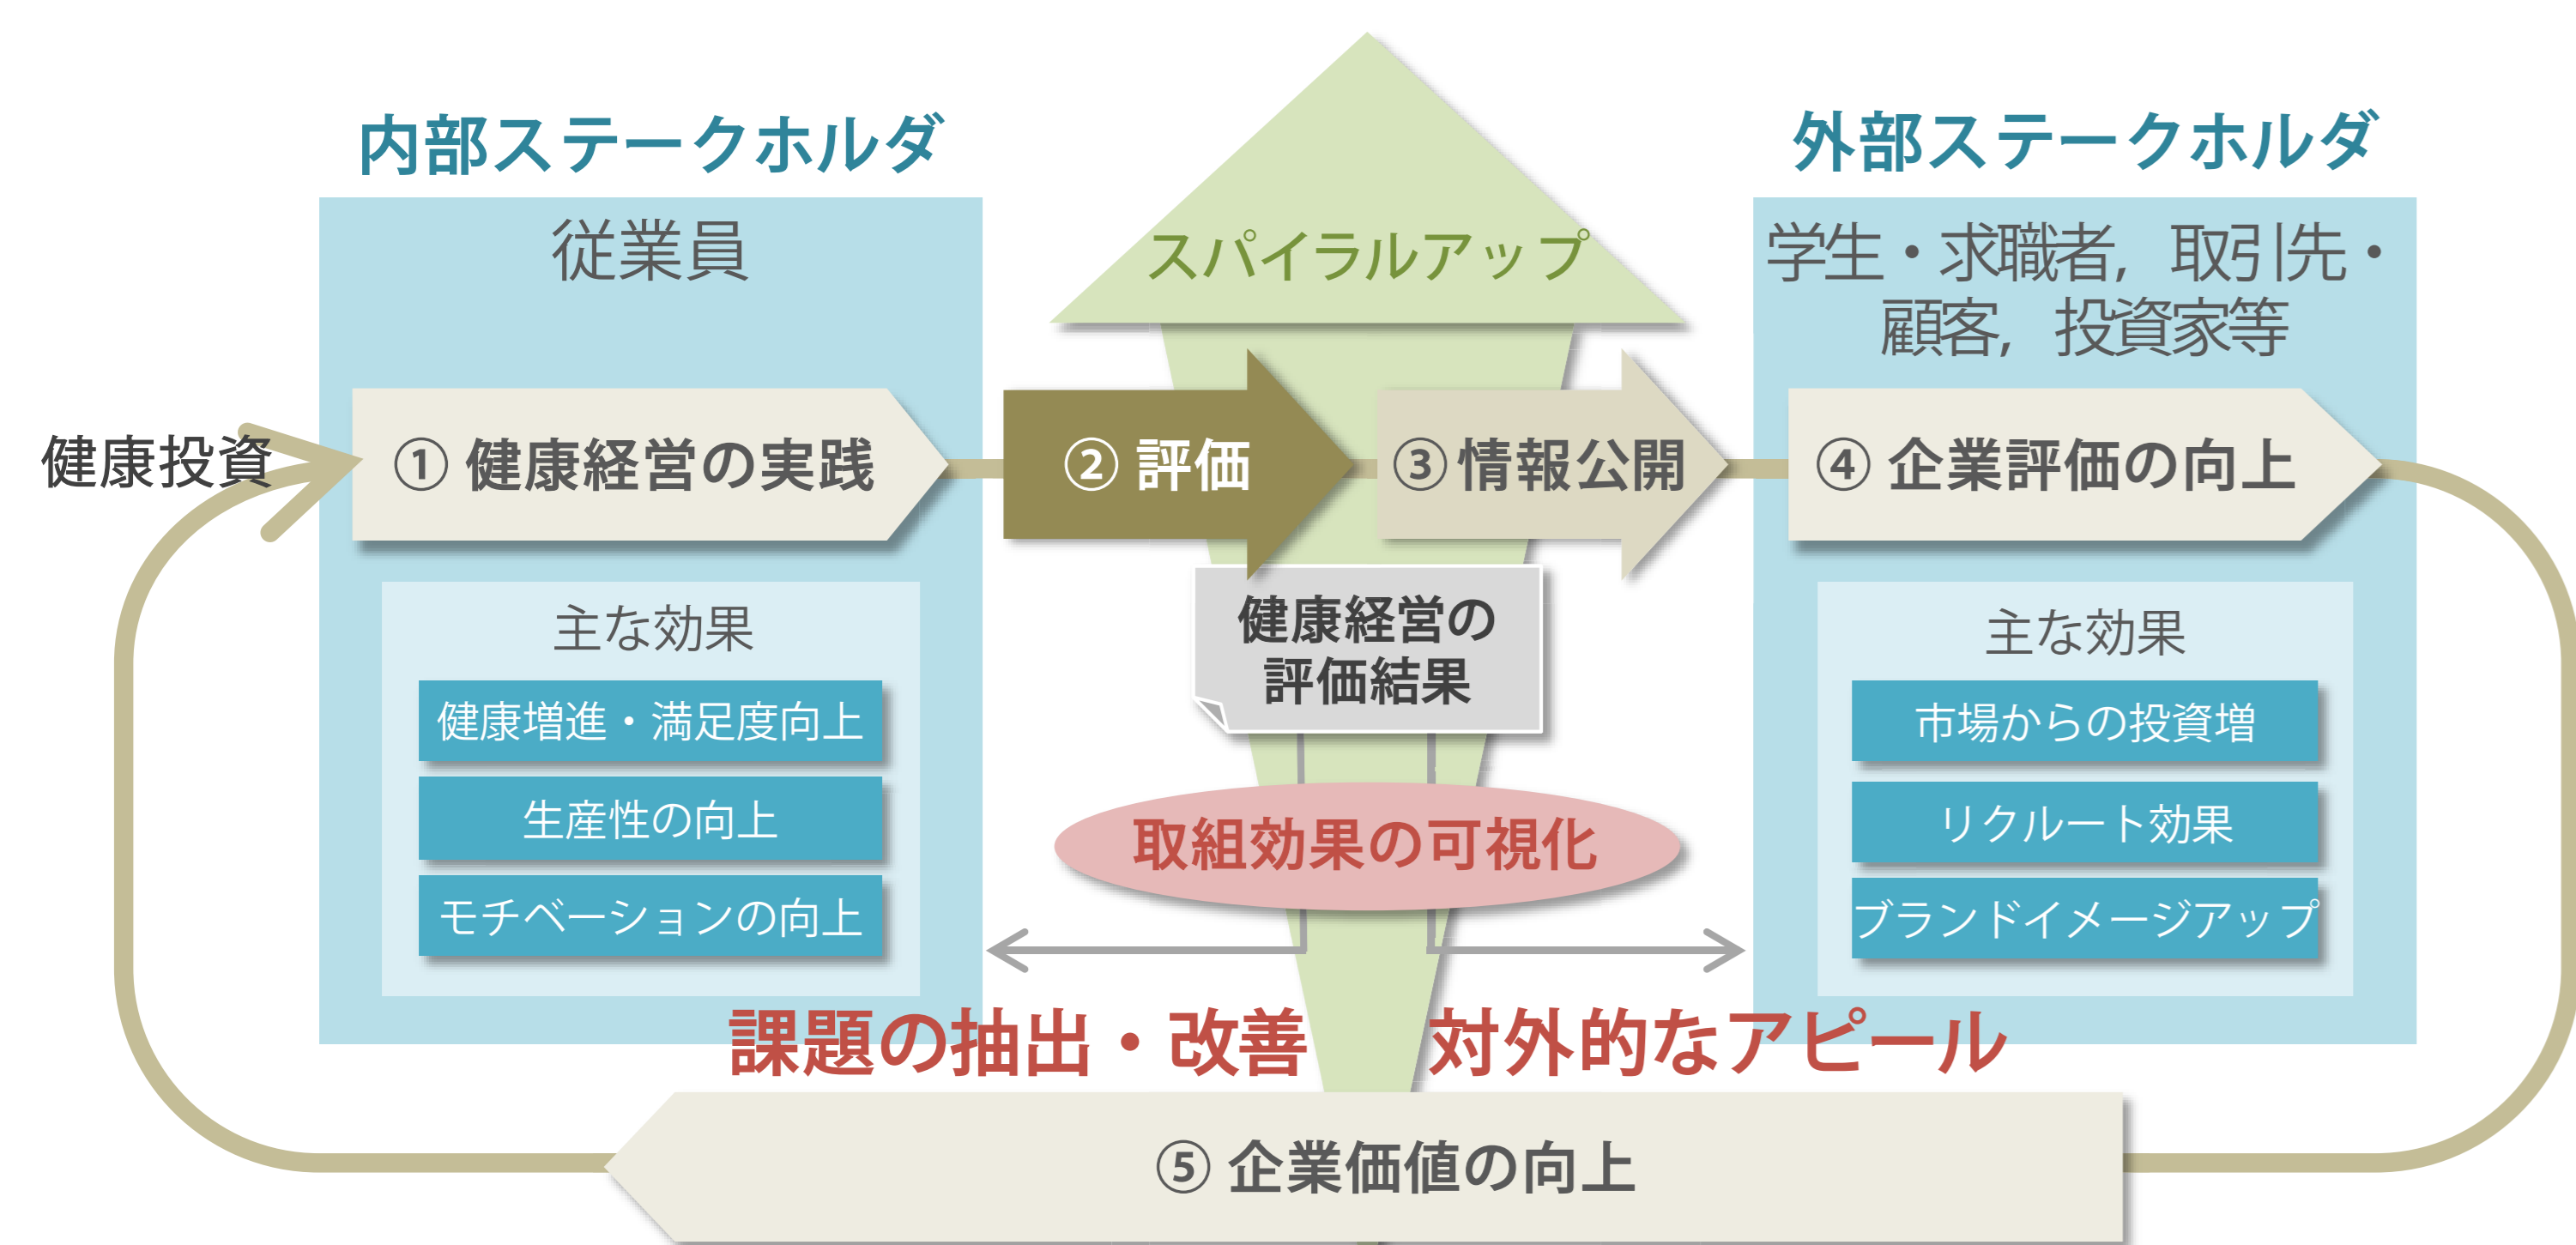 内部ステークホルダ
従業員
健康投資
① 健康経営の実践
主な効果
健康増進・満足度向上
生産性の向上
モチベーションの向上
スパイラルアップ
② 評価
③情報公開
健康経営の
評価結果
取組効果の可視化
課題の抽出・改善
対外的なアピール
外部ステークホルダ
学生・求職者，取引先・
顧客，投資家等
④ 企業評価の向上
主な効果
市場からの投資増
リクルート効果
ブランドイメージアップ
⑤ 企業価値の向上